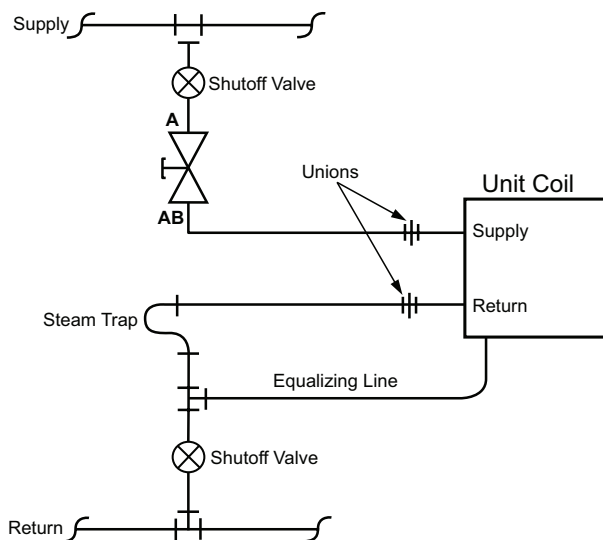 Supply
Shutoff Valve
A
Unions
Unit Coil
AB
Supply
Return
Steam Trap
Equalizing Line
Shutoff Valve
Return